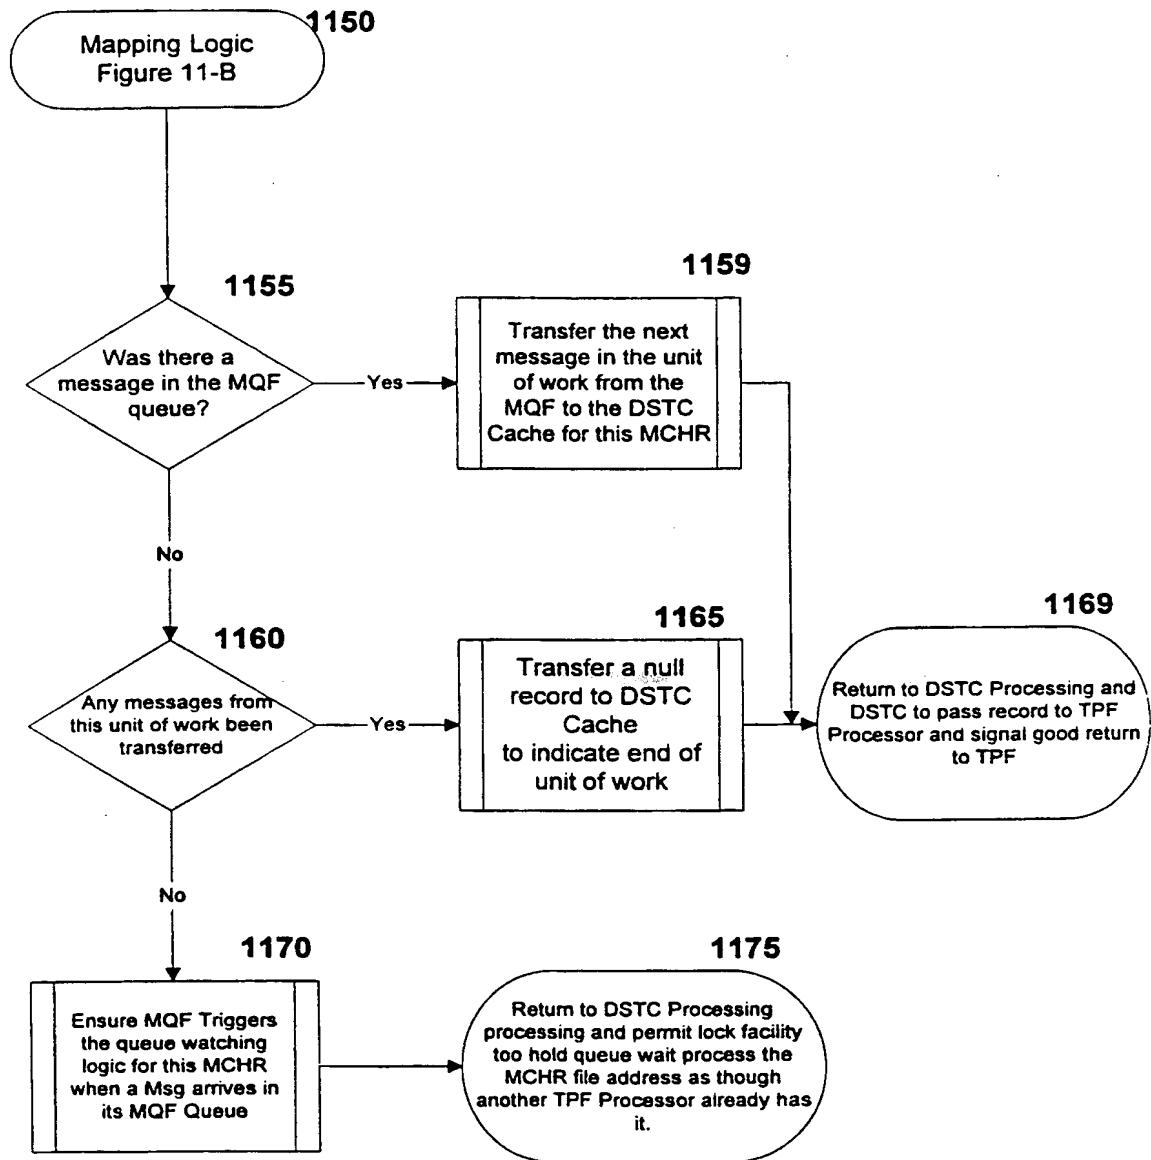 1150
Mapping Logic
Figure 11-B
1155
Was there a
message in the MQF
queue?
Yes
1159
Transfer the next
message in the unit
of work from the
MQF to the DSTC
Cache for this MCHR
No
1160
Any messages from
this unit of work been
transferred
Yes
1165
Transfer a null
record to DSTC
Cache
to indicate end of
unit of work
1169
Return to DSTC Processing and
DSTC to pass record to TPF
Processor and signal good return
to TPF
No
1170
Ensure MQF Triggers
the queue watching
logic for this MCHR
when a Msg arrives in
its MQF Queue
1175
Return to DSTC Processing
processing and permit lock facility
too hold queue wait process the
MCHR file address as though
another TPF Processor already has
it.